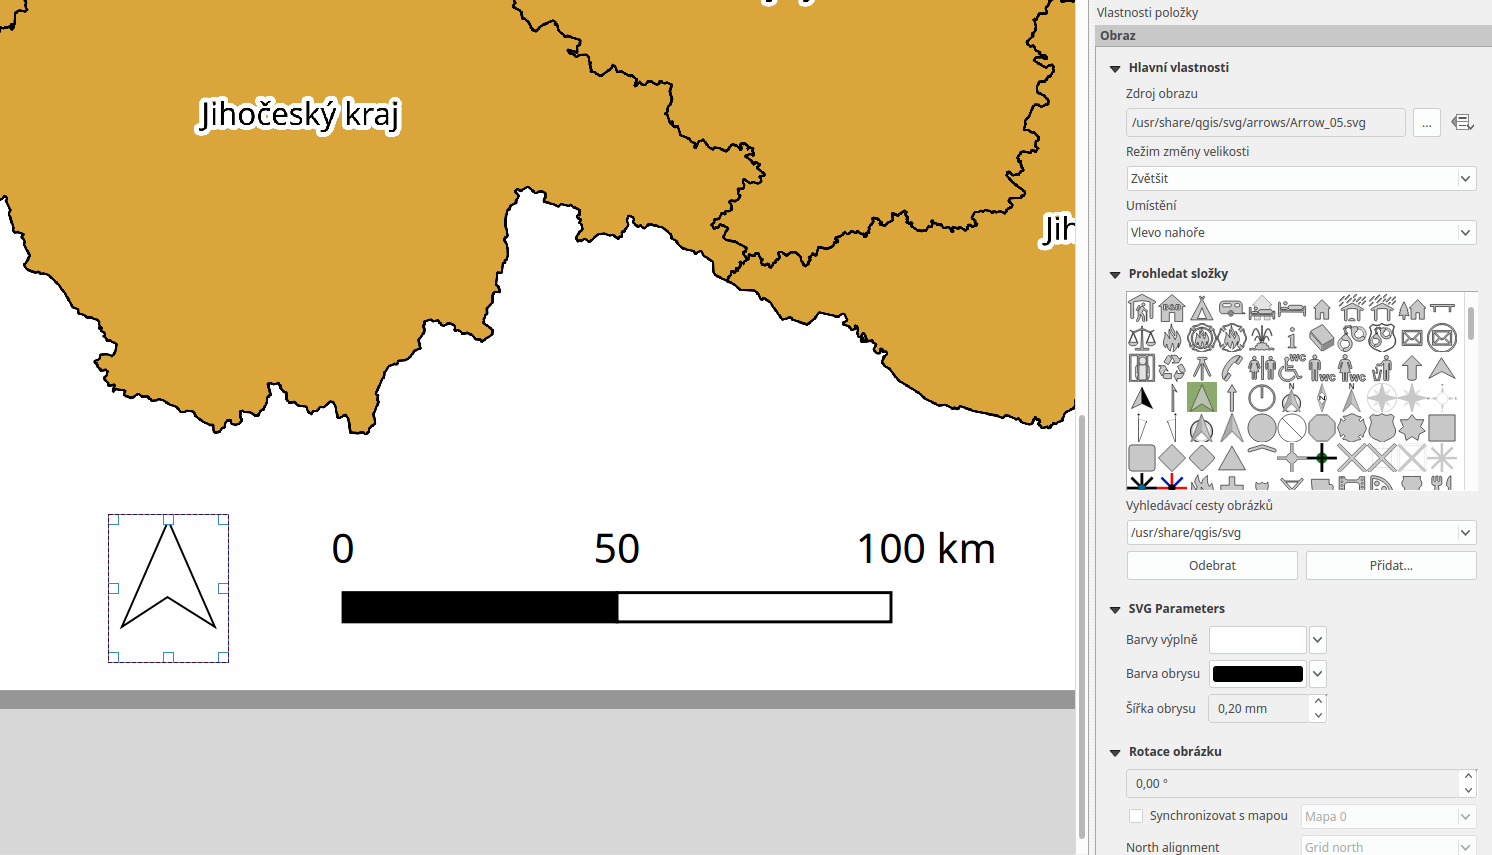 Jihočeský kraj
Jih
0 50 100 km
Vlastnosti položky
Obraz
Hlavní vlastnosti
Zdroj obrazu
/usr/share/qgis/svg/arrows/Arrow_05.svg
...
Režim změny velikosti
Zvětšit
Umístění
Vlevo nahoře
Prohledat složky
Vyhledávací cesty obrázků
/usr/share/qgis/svg
Odebrat Přidat...
SVG Parameters
Barvy výplně
Barva obrysu
Šířka obrysu 0,20 mm
Rotace obrázku
0,00 °
Synchronizovat s mapou Mapa 0
North alignment Grid north